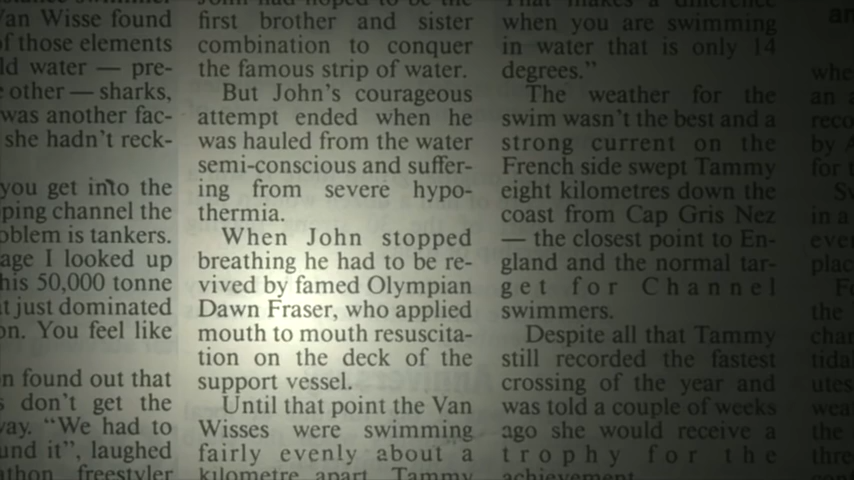 Van Wisse found
of those elements
water — pre-
other — sharks,
was another fac-
she hadn't reck-
you get into the
channel the
is tankers.
I looked up
his 50,000 tonne
just dominated
You feel like
found out that
don't get the
"We had to
it", laughed
freestyler
first brother and sister
combination to conquer
the famous strip of water.
But John's courageous
attempt ended when he
was hauled from the water
semi-conscious and suffer-
ing from severe hypo-
thermia.
When John stopped
breathing he had to be re-
vived by famed Olympian
Dawn Fraser, who applied
mouth to mouth resuscita-
tion on the deck of the
support vessel.
Until that point the Van
Wisses were swimming
fairly evenly about a
kilometre apart. Tammy
That makes a difference
when you are swimming
in water that is only 14
degrees."
The weather for the
swim wasn't the best and a
strong current on the
French side swept Tammy
eight kilometres down the
coast from Cap Gris Nez
— the closest point to En-
gland and the normal tar-
get for Channel
swimmers.
Despite all that Tammy
still recorded the fastest
crossing of the year and
was told a couple of weeks
ago she would receive a
trophy for the
achievement.